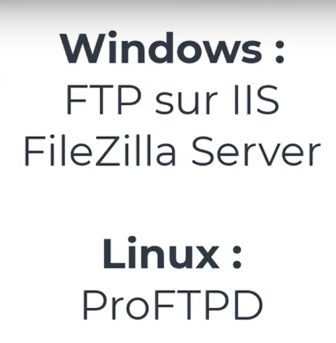 Windows :
FTP sur IIS
FileZilla Server
Linux :
ProFTPD